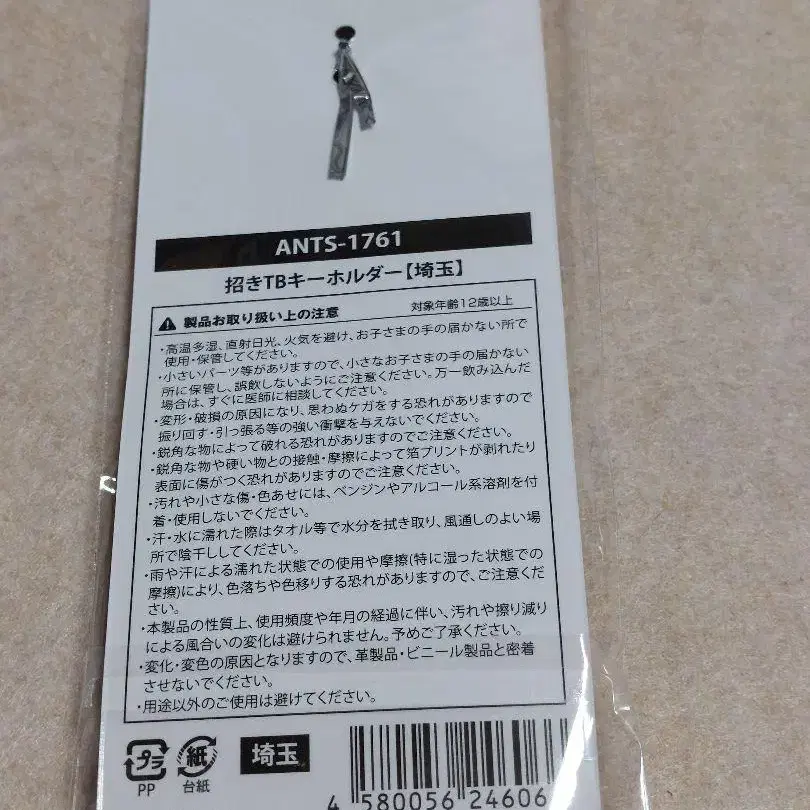 ANTS-1761
招きTBキーホルダー【埼玉】
製品お取り扱い上の注意 対象年齢12歳以上
・高温多湿、直射日光、火気を避け、お子さまの手の届かない所で
使用・保管してください。
・小さいパーツ等がありますので、小さなお子さまの手の届かない
所に保管し、誤飲しないようにご注意ください。万一飲み込んだ
場合は、すぐに医師に相談してください。
・変形・破損の原因になり、思わぬケガをする恐れがありますので
振り回す・引っ張る等の強い衝撃を与えないでください。
・鋭角な物によって破れる恐れがありますのでご注意ください。
・鋭角な物や硬い物との接触・摩擦によって箔プリントが剥れたり
表面に傷がつく恐れがありますのでご注意ください。
・汚れや小さな傷・色あせには、ベンジンやアルコール系溶剤を付
着・使用しないでください。
・汗・水に濡れた際はタオル等で水分を拭き取り、風通しのよい場
所で陰干ししてください。
・雨や汗による濡れた状態での使用や摩擦(特に湿った状態での
摩擦)により、色落ちや色移りする恐れがありますので、ご注意くだ
さい。
・本製品の性質上、使用頻度や年月の経過に伴い、汚れや擦り減り
による風合いの変化は避けられません。予めご了承ください。
・変化・変色の原因となりますので、革製品・ビニール製品と密着
させないでください。
・用途以外のご使用は避けてください。
プラ 紙 埼玉
PP 台紙
4 580056 24606